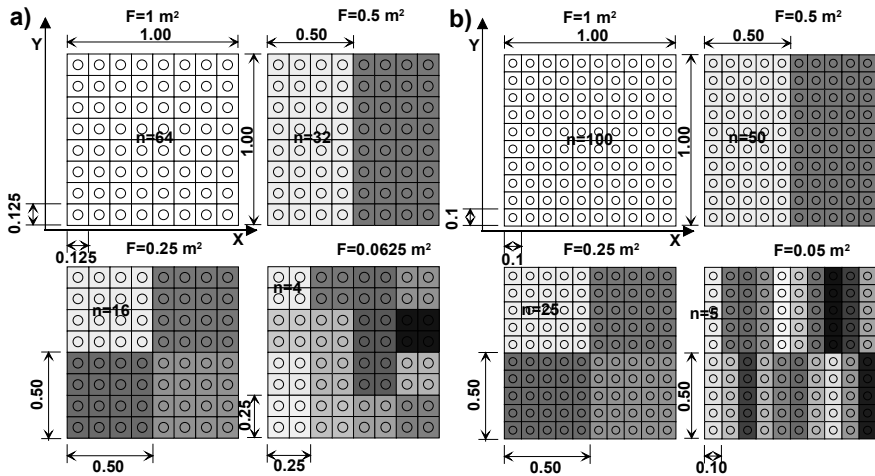 a)
F=1 m²
F=0.5 m²
Y
1.00
0.50
n=64
n=32
1.00
0.125
0.125
X
F=0.25 m²
F=0.0625 m²
n=16
n=4
0.50
0.25
0.50
0.25
b)
F=1 m²
F=0.5 m²
Y
1.00
0.50
n=100
n=50
1.00
0.1
0.1
X
F=0.25 m²
F=0.05 m²
n=25
n=5
0.50
0.50
0.50
0.10